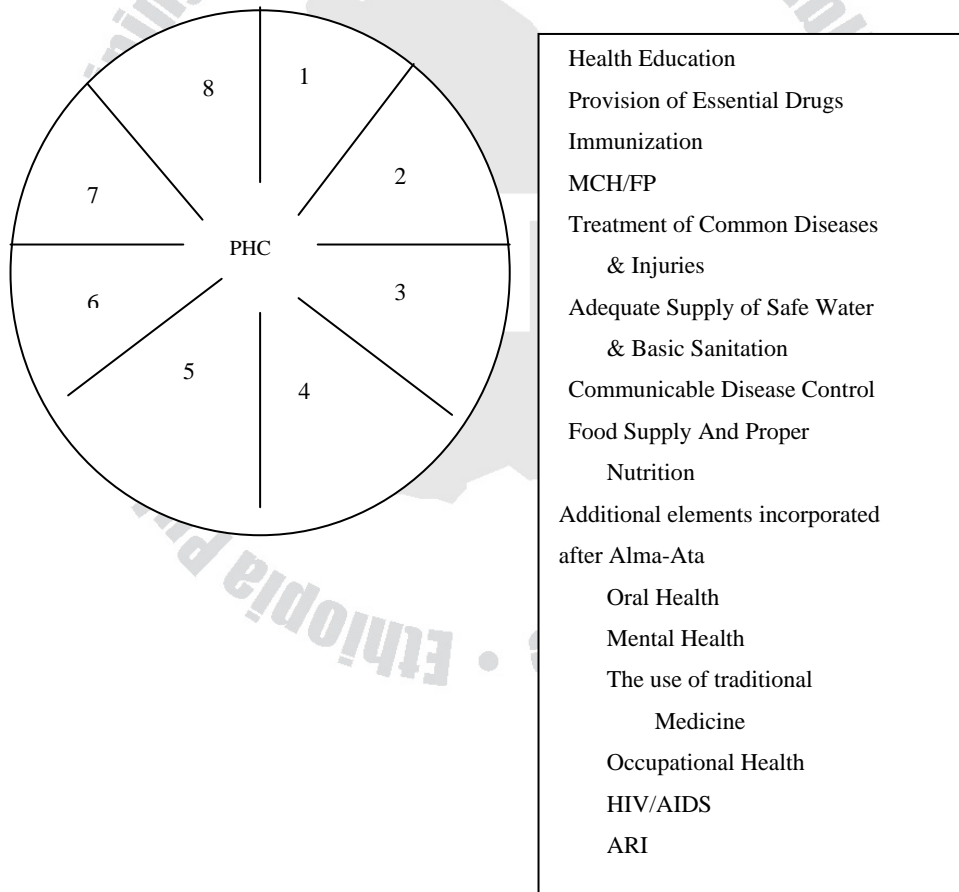 8
1
7
2
PHC
6
3
5
4
Health Education
Provision of Essential Drugs
Immunization
MCH/FP
Treatment of Common Diseases
& Injuries
Adequate Supply of Safe Water
& Basic Sanitation
Communicable Disease Control
Food Supply And Proper
Nutrition
Additional elements incorporated
after Alma-Ata
Oral Health
Mental Health
The use of traditional
Medicine
Occupational Health
HIV/AIDS
ARI
Ethiopia